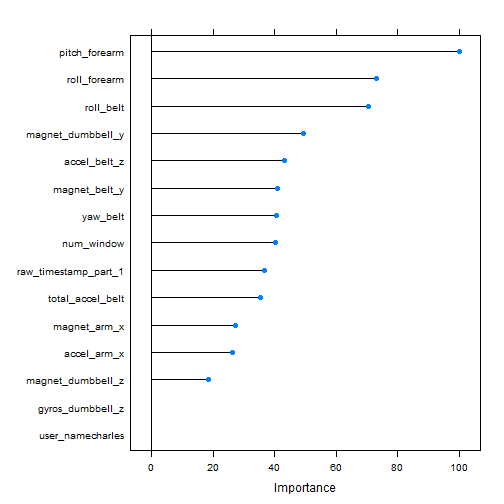 pitch_forearm
roll_forearm
roll_belt
magnet_dumbbell_y
accel_belt_z
magnet_belt_y
yaw_belt
num_window
raw_timestamp_part_1
total_accel_belt
magnet_arm_x
accel_arm_x
magnet_dumbbell_z
gyros_dumbbell_z
user_namecharles
0 20 40 60 80 100
Importance